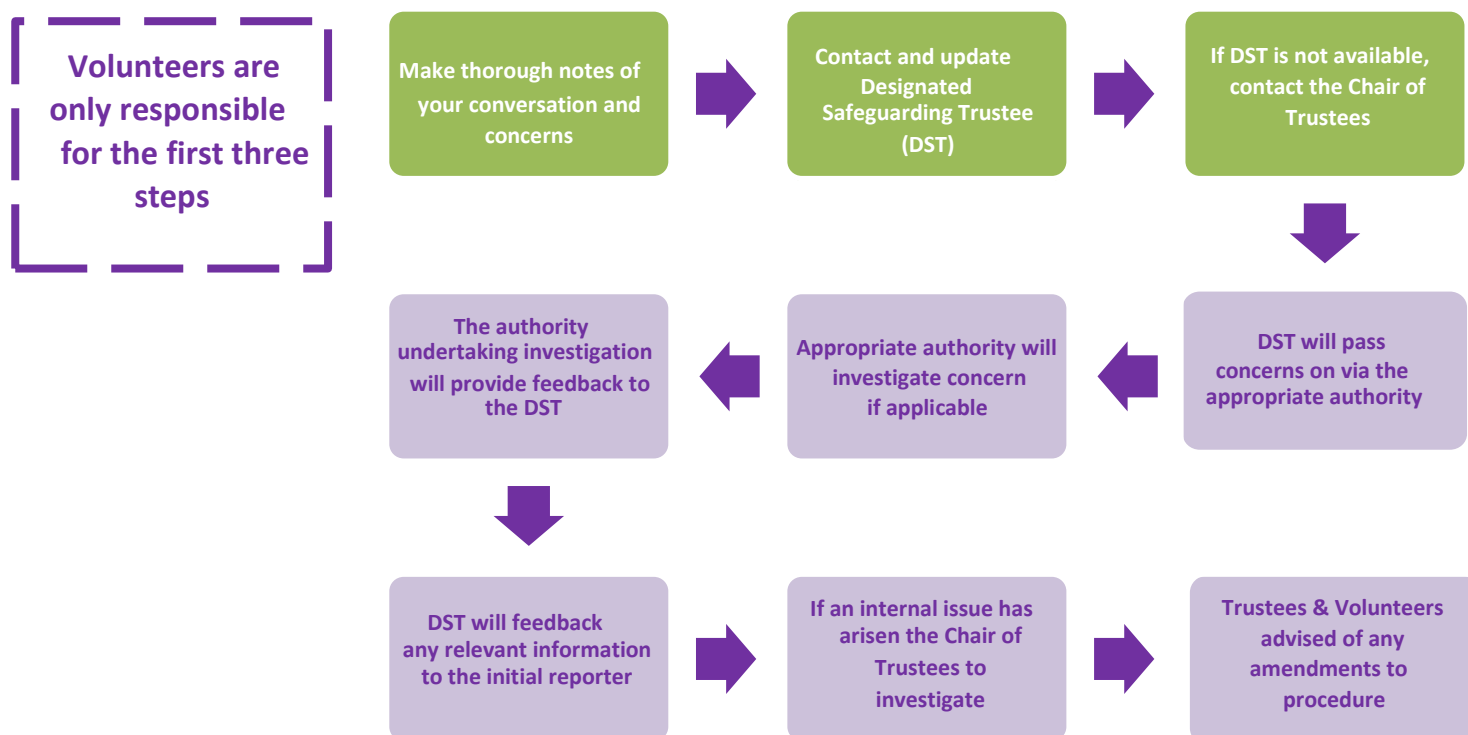 Volunteers are
only responsible
for the first three
steps
Make thorough notes of
your conversation and
concerns
Contact and update
Designated
Safeguarding Trustee
(DST)
If DST is not available,
contact the Chair of
Trustees
DST will pass
concerns on via the
appropriate authority
Appropriate authority will
investigate concern
if applicable
The authority
undertaking investigation
will provide feedback to
the DST
DST will feedback
any relevant information
to the initial reporter
If an internal issue has
arisen the Chair of
Trustees to
investigate
Trustees & Volunteers
advised of any
amendments to
procedure